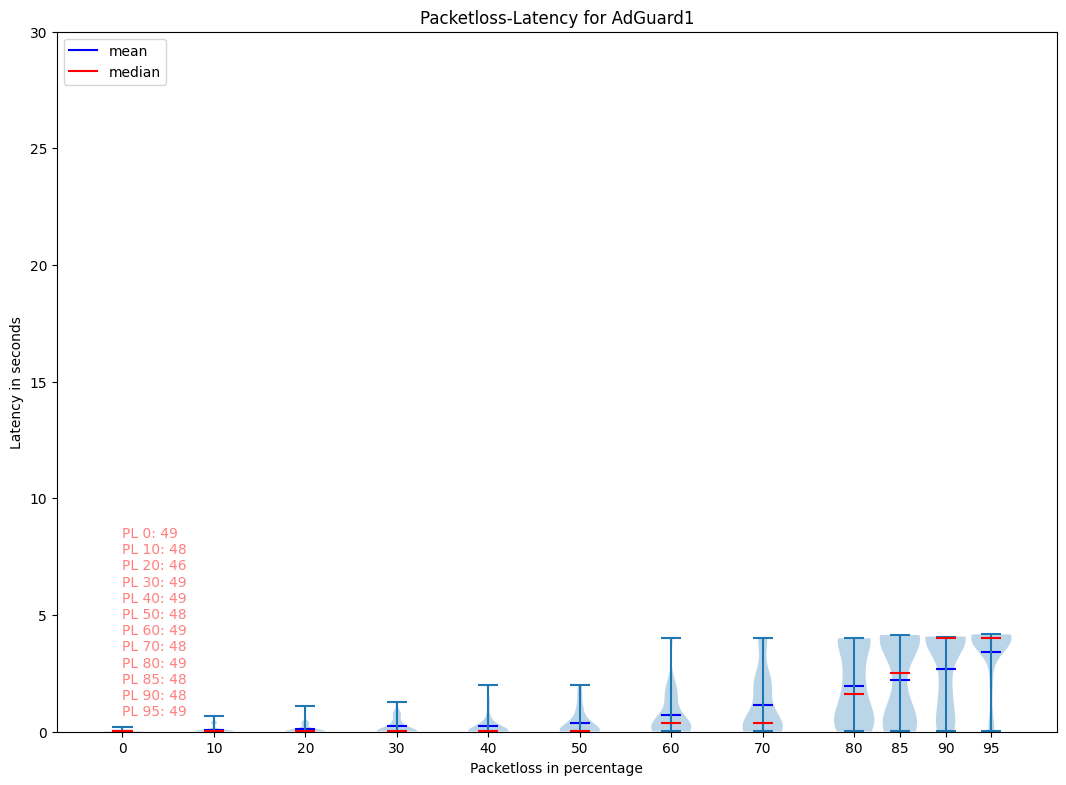 Packetloss-Latency for AdGuard1
mean
median
30
25
20
15
10
5
0
Latency in seconds
PL 0: 49
PL 10: 48
PL 20: 46
PL 30: 49
PL 40: 49
PL 50: 48
PL 60: 49
PL 70: 48
PL 80: 49
PL 85: 48
PL 90: 48
PL 95: 49
0 10 20 30 40 50 60 70 80 85 90 95
Packetloss in percentage